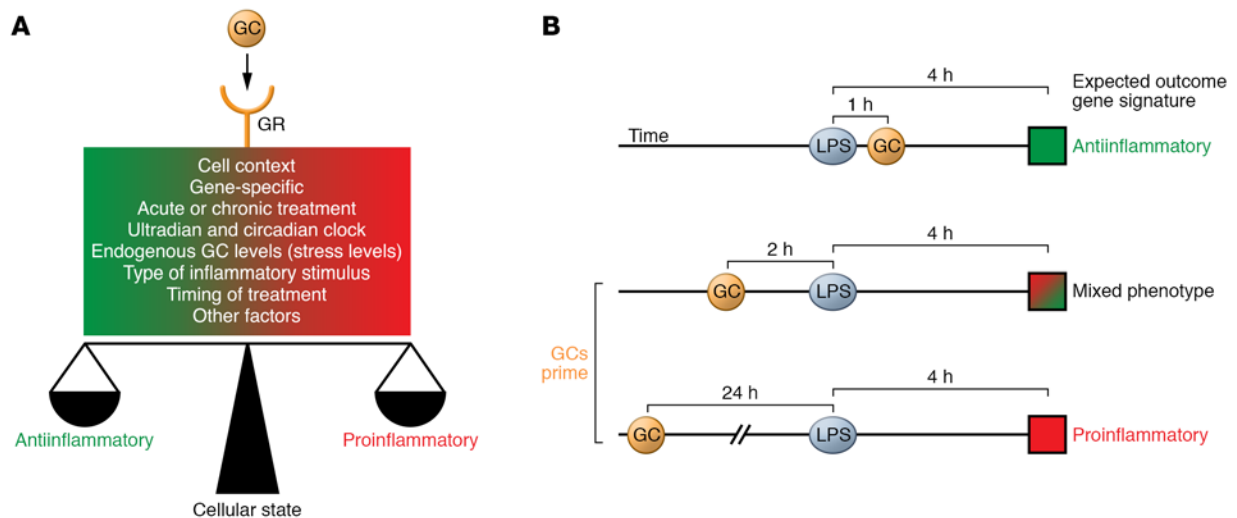 A
GC
GR
Cell context
Gene-specific
Acute or chronic treatment
Ultradian and circadian clock
Endogenous GC levels (stress levels)
Type of inflammatory stimulus
Timing of treatment
Other factors
Antiinflammatory
Proinflammatory
Cellular state
B
4 h
Expected outcome
gene signature
1 h
Time
LPS
GC
Antiinflammatory
4 h
2 h
GC
LPS
Mixed phenotype
GCs
prime
4 h
24 h
GC
LPS
Proinflammatory